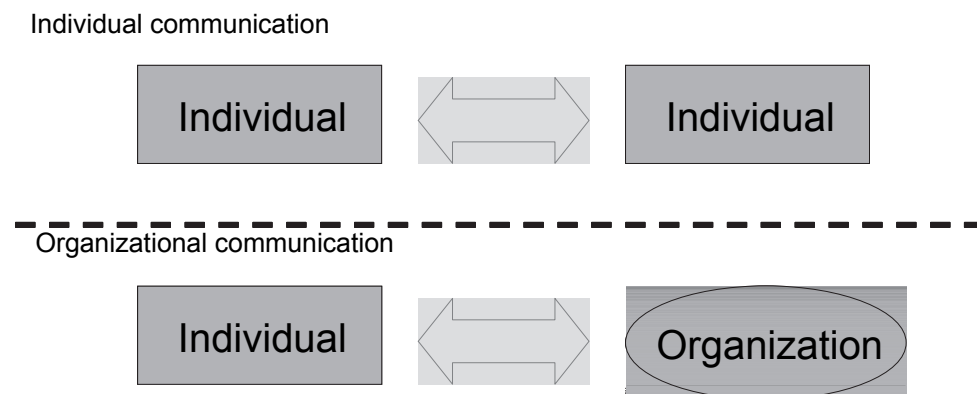 Individual communication
Individual Individual
Organizational communication
Individual Organization